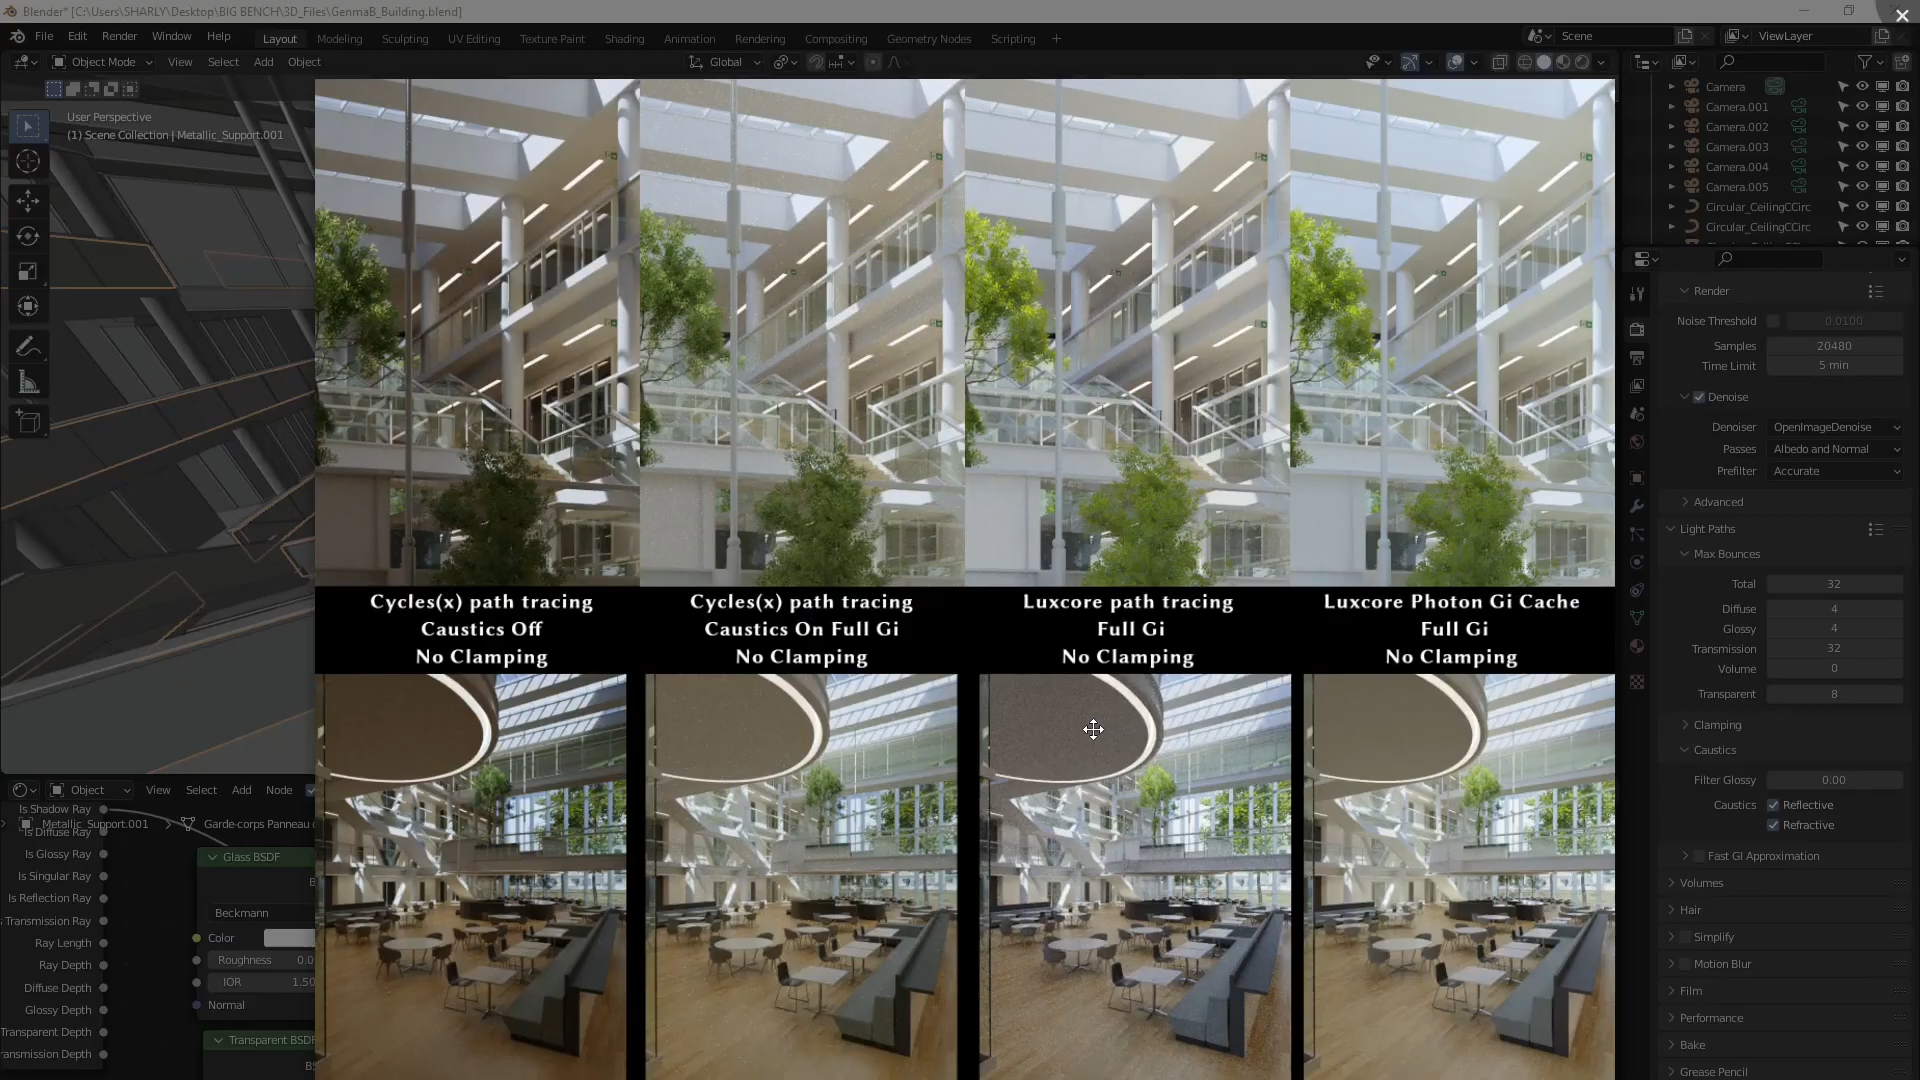 Blender* [C:\Users\SHARLY\Desktop\BIG BENCH\3D_Files\GenmaB_Building.blend]
File Edit Render Window Help
Layout Modeling Sculpting UV Editing Texture Paint Shading Animation Rendering Compositing Geometry Nodes Scripting +
Scene
ViewLayer
Object Mode View Select Add Object
Global
User Perspective
(1) Scene Collection | Metallic_Support.001
Camera
Camera.001
Camera.002
Camera.003
Camera.004
Camera.005
Circular_CeilingCCirc
Circular_CeilingCCirc
Render
Noise Threshold 0.0100
Samples 20480
Time Limit 5 min
Denoise
Denoiser OpenImageDenoise
Passes Albedo and Normal
Prefilter Accurate
Advanced
Light Paths
Max Bounces
Total 32
Diffuse 4
Glossy 4
Transmission 32
Volume 0
Transparent 8
Clamping
Caustics
Filter Glossy 0.00
Caustics Reflective
Refractive
Fast GI Approximation
Volumes
Hair
Simplify
Motion Blur
Film
Performance
Bake
Grease Pencil
Cycles(x) path tracing
Caustics Off
No Clamping
Cycles(x) path tracing
Caustics On Full Gi
No Clamping
Luxcore path tracing
Full Gi
No Clamping
Luxcore Photon Gi Cache
Full Gi
No Clamping
Object View Select Add Node
Is Shadow Ray
Metallic_Support.001 Garde-corps Panneau
Is Diffuse Ray
Is Glossy Ray
Is Singular Ray
Is Reflection Ray
s Transmission Ray
Ray Length
Ray Depth
Diffuse Depth
Glossy Depth
Transparent Depth
ransmission Depth
Glass BSDF
B
Beckmann
Color
Roughness 0.0
IOR 1.50
Normal
Transparent BSDF
BS